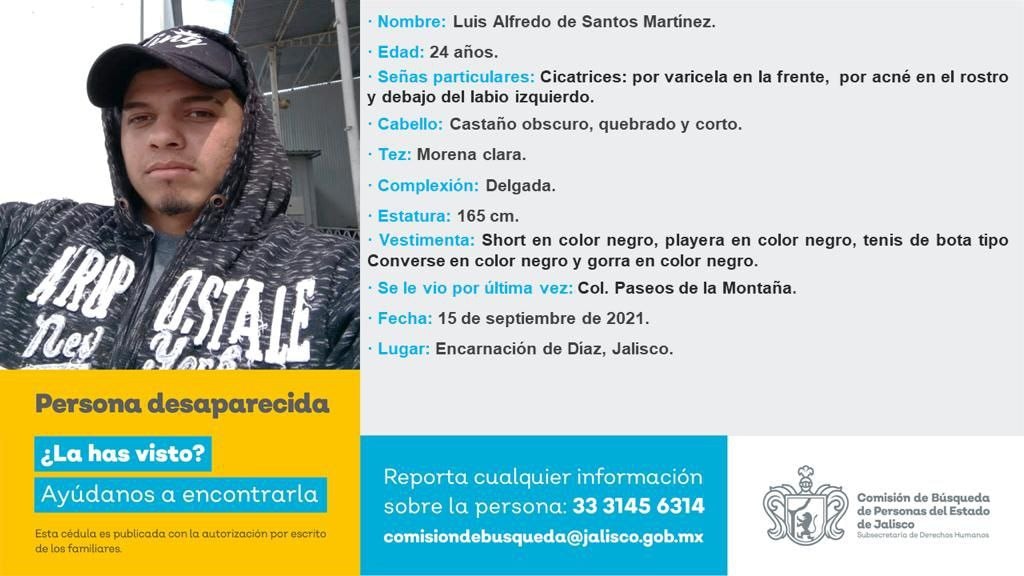 · Nombre: Luis Alfredo de Santos Martínez.
· Edad: 24 años.
· Señas particulares: Cicatrices: por varicela en la frente, por acné en el rostro
y debajo del labio izquierdo.
· Cabello: Castaño obscuro, quebrado y corto.
· Tez: Morena clara.
· Complexión: Delgada.
· Estatura: 165 cm.
· Vestimenta: Short en color negro, playera en color negro, tenis de bota tipo
Converse en color negro y gorra en color negro.
· Se le vio por última vez: Col. Paseos de la Montaña.
· Fecha: 15 de septiembre de 2021.
· Lugar: Encarnación de Díaz, Jalisco.
Persona desaparecida
¿La has visto?
Ayúdanos a encontrarla
Esta cédula es publicada con la autorización por escrito
de los familiares.
Reporta cualquier información
sobre la persona: 33 3145 6314
comisiondebusqueda@jalisco.gob.mx
Comisión de Búsqueda
de Personas del Estado
de Jalisco
Subsecretaría de Derechos Humanos